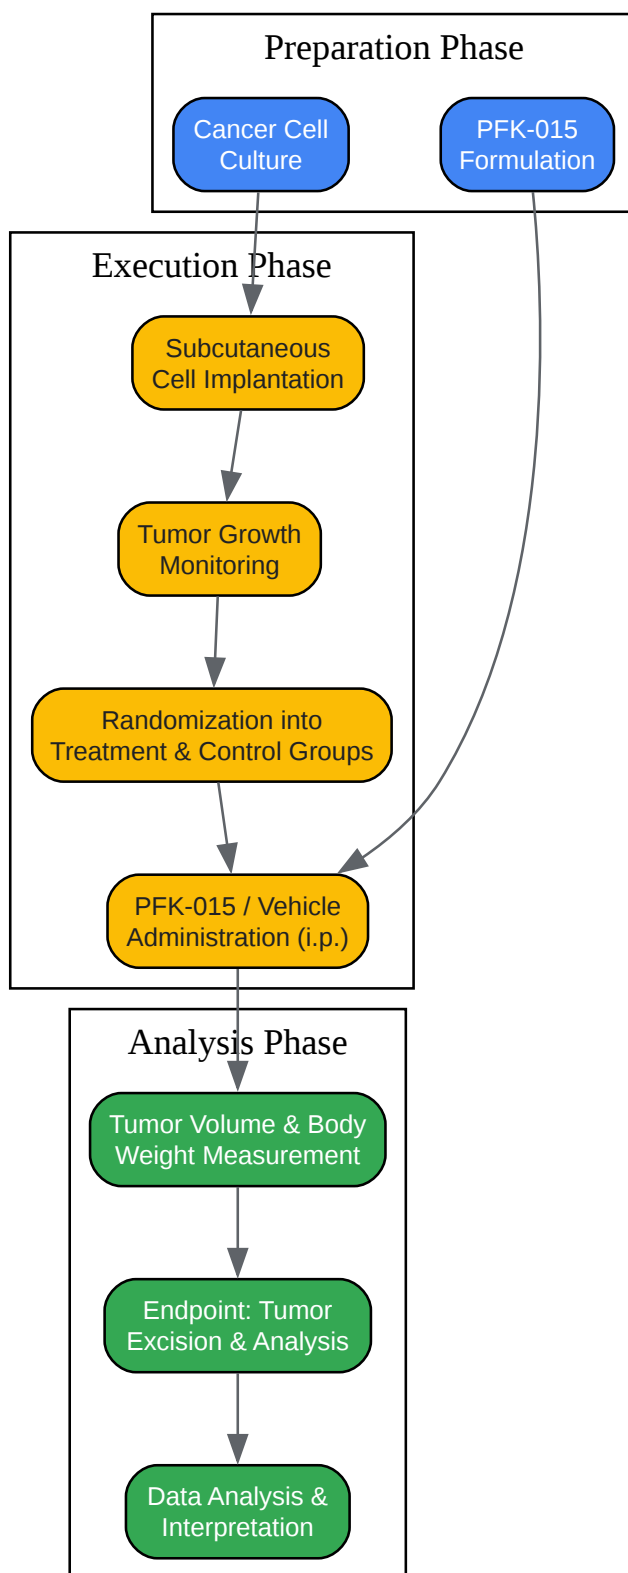 Preparation Phase
Cancer Cell
Culture
PFK-015
Formulation
Execution Phase
Subcutaneous
Cell Implantation
Tumor Growth
Monitoring
Randomization into
Treatment & Control Groups
PFK-015 / Vehicle
Administration (i.p.)
Analysis Phase
Tumor Volume & Body
Weight Measurement
Endpoint: Tumor
Excision & Analysis
Data Analysis &
Interpretation